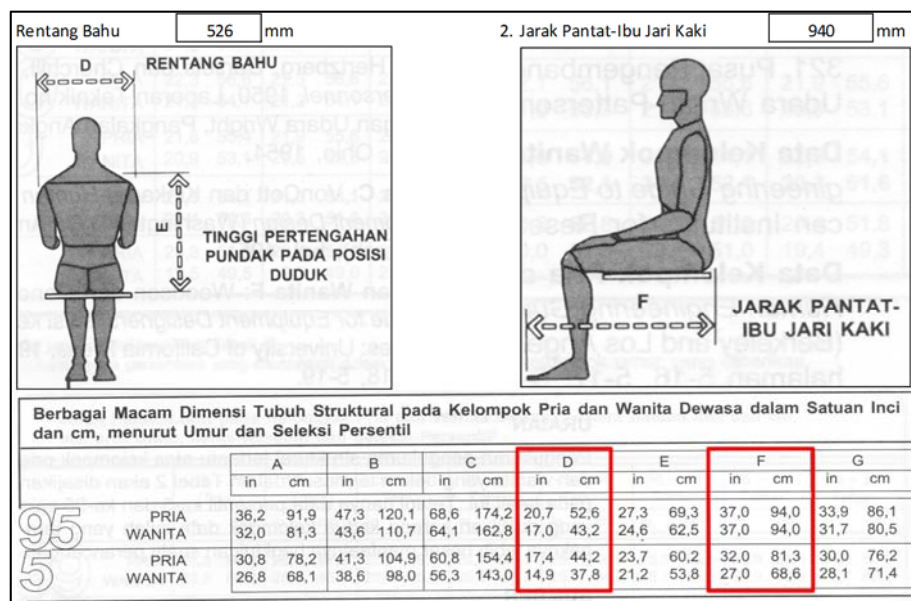 Rentang Bahu 526 mm
2. Jarak Pantat-Ibu Jari Kaki 940 mm
D RENTANG BAHU
E
TINGGI PERTENGAHAN
PUNDAK PADA POSISI
DUDUK
F
JARAK PANTAT-
IBU JARI KAKI
Berbagai Macam Dimensi Tubuh Struktural pada Kelompok Pria dan Wanita Dewasa dalam Satuan Inci
dan cm, menurut Umur dan Seleksi Persentil
A B C D E F G
in cm in cm in cm in cm in cm in cm in cm
95 PRIA 36,2 91,9 47,3 120,1 68,6 174,2 20,7 52,6 27,3 69,3 37,0 94,0 33,9 86,1
WANITA 32,0 81,3 43,6 110,7 64,1 162,8 17,0 43,2 24,6 62,5 37,0 94,0 31,7 80,5
5 PRIA 30,8 78,2 41,3 104,9 60,8 154,4 17,4 44,2 23,7 60,2 32,0 81,3 30,0 76,2
WANITA 26,8 68,1 38,6 98,0 56,3 143,0 14,9 37,8 21,2 53,8 27,0 68,6 28,1 71,4